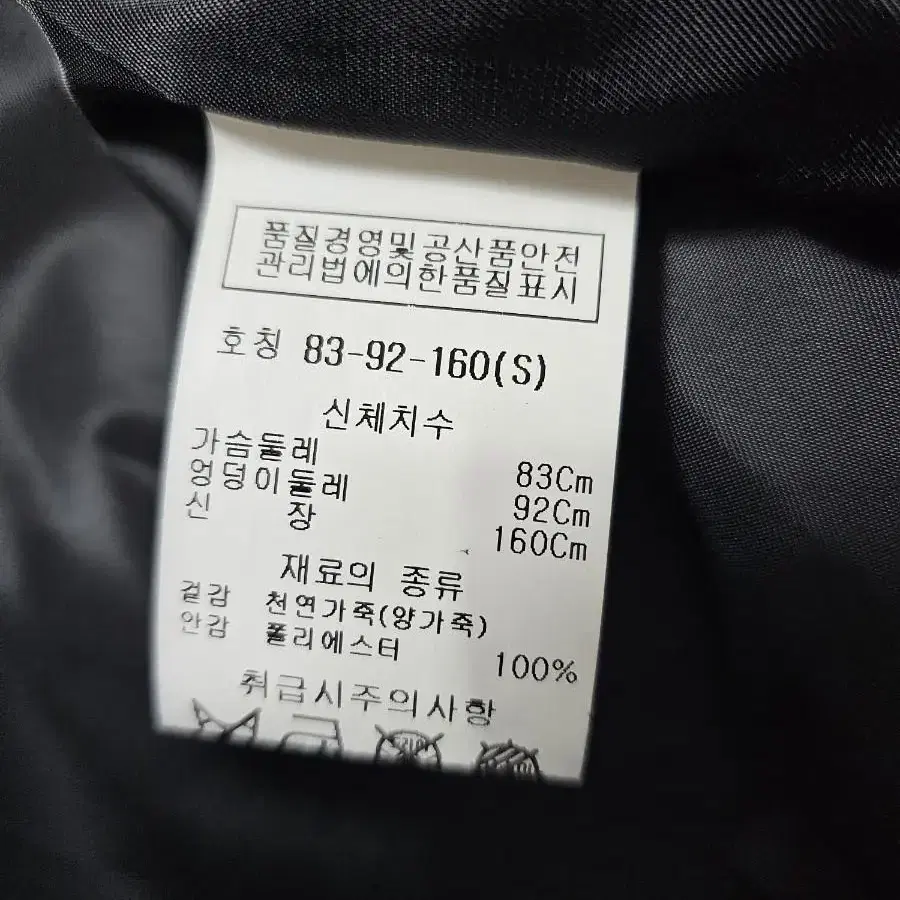 품질경영및공산품안전
관리법에의한품질표시
호칭 83-92-160(S)
신체치수
가슴둘레 83Cm
엉덩이둘레 92Cm
신 장 160Cm
재료의 종류
겉감 천연가죽(양가죽)
안감 폴리에스터 100%
취급시주의사항